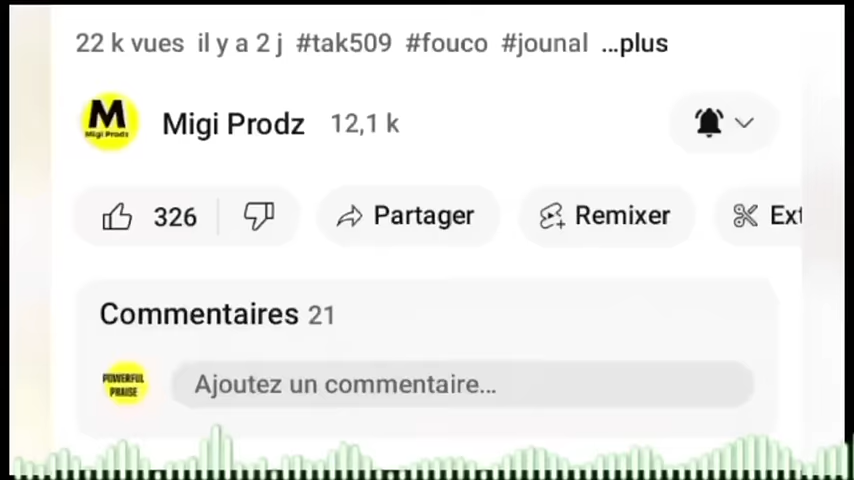 22 k vues il y a 2 j #tak509 #fouco #jounal ...plus
M
Migi Prodz
Migi Prodz 12,1 k
326 Partager Remixer Ext
Commentaires 21
POWERFUL
PRAISE
Ajoutez un commentaire...